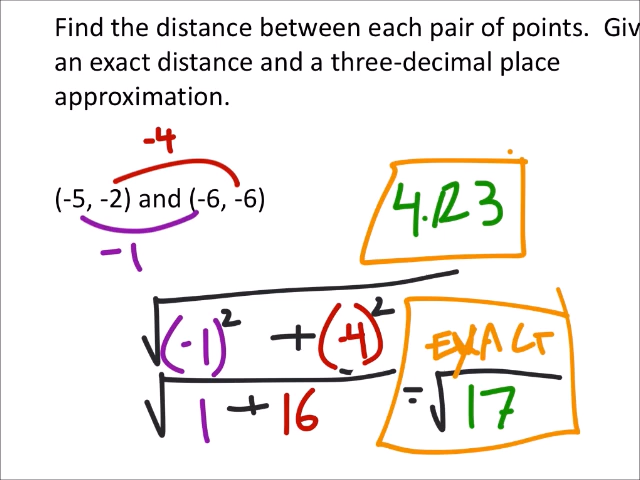 Find the distance between each pair of points. Giv
an exact distance and a three-decimal place
approximation.
-4
(-5, -2) and (-6, -6)
-1
4.123
√(-1)² + (-4)²
EXACT
√1 + 16 = √17